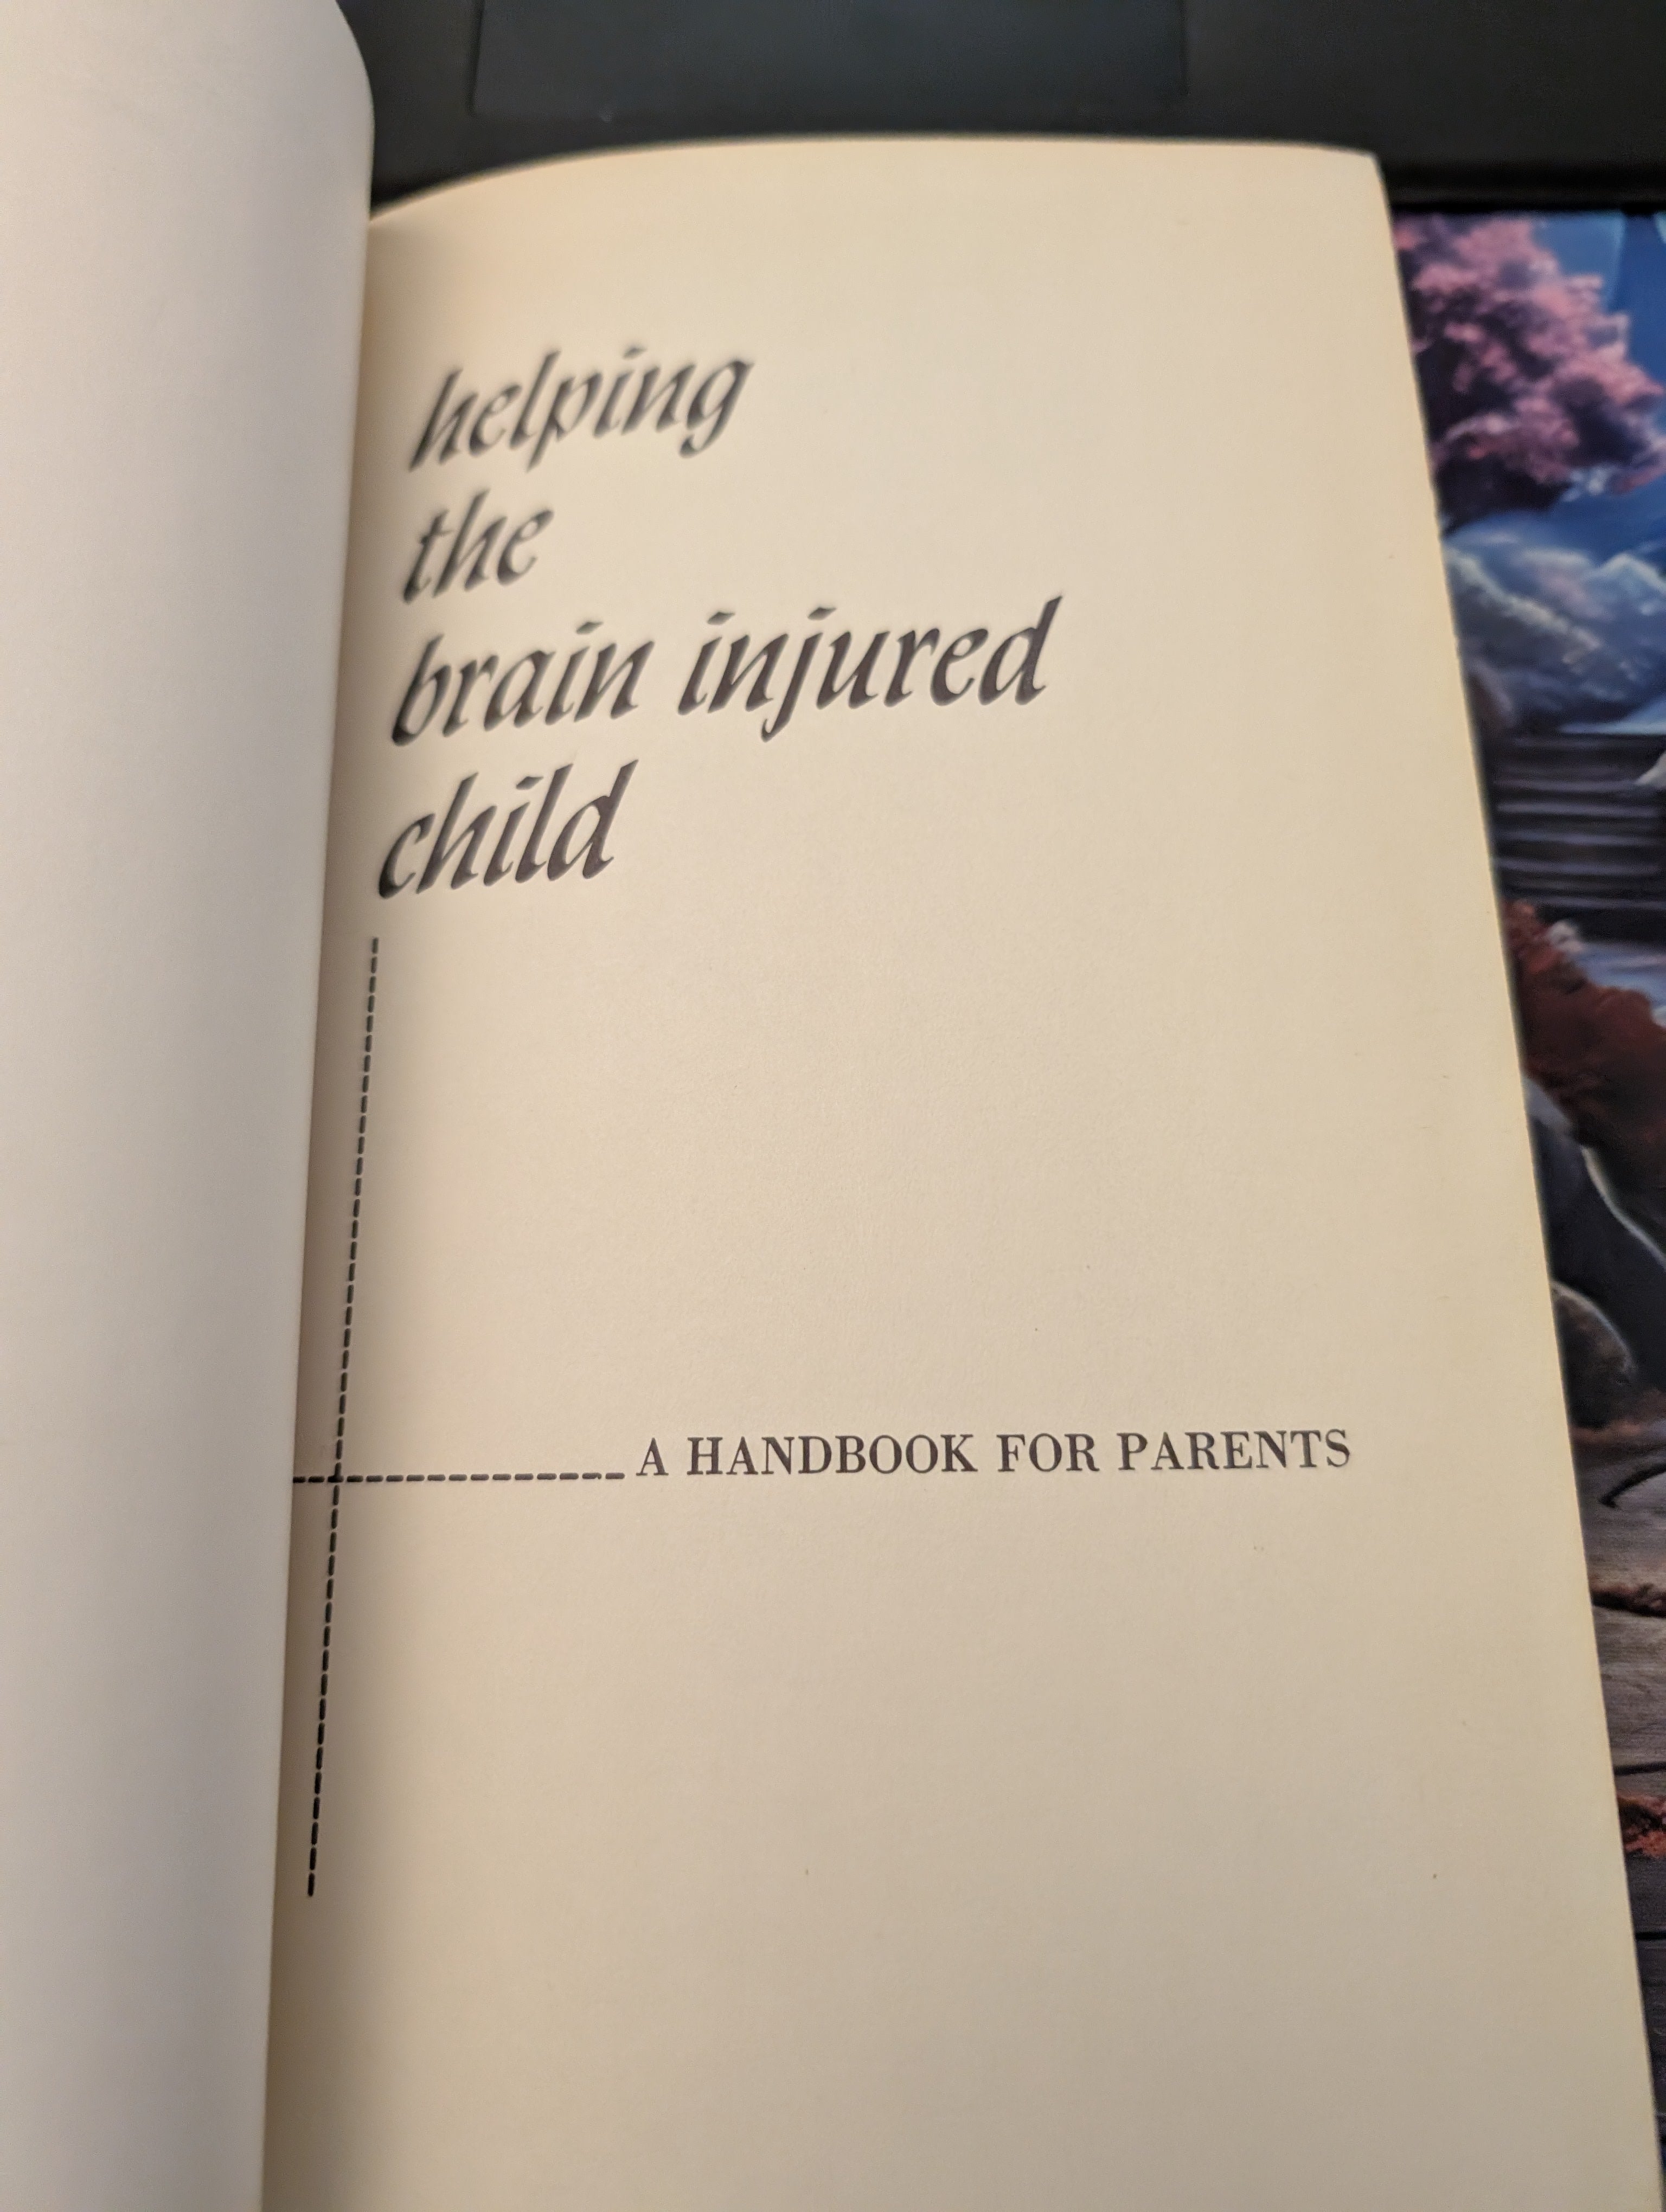 helping
the
brain injured
child
A HANDBOOK FOR PARENTS